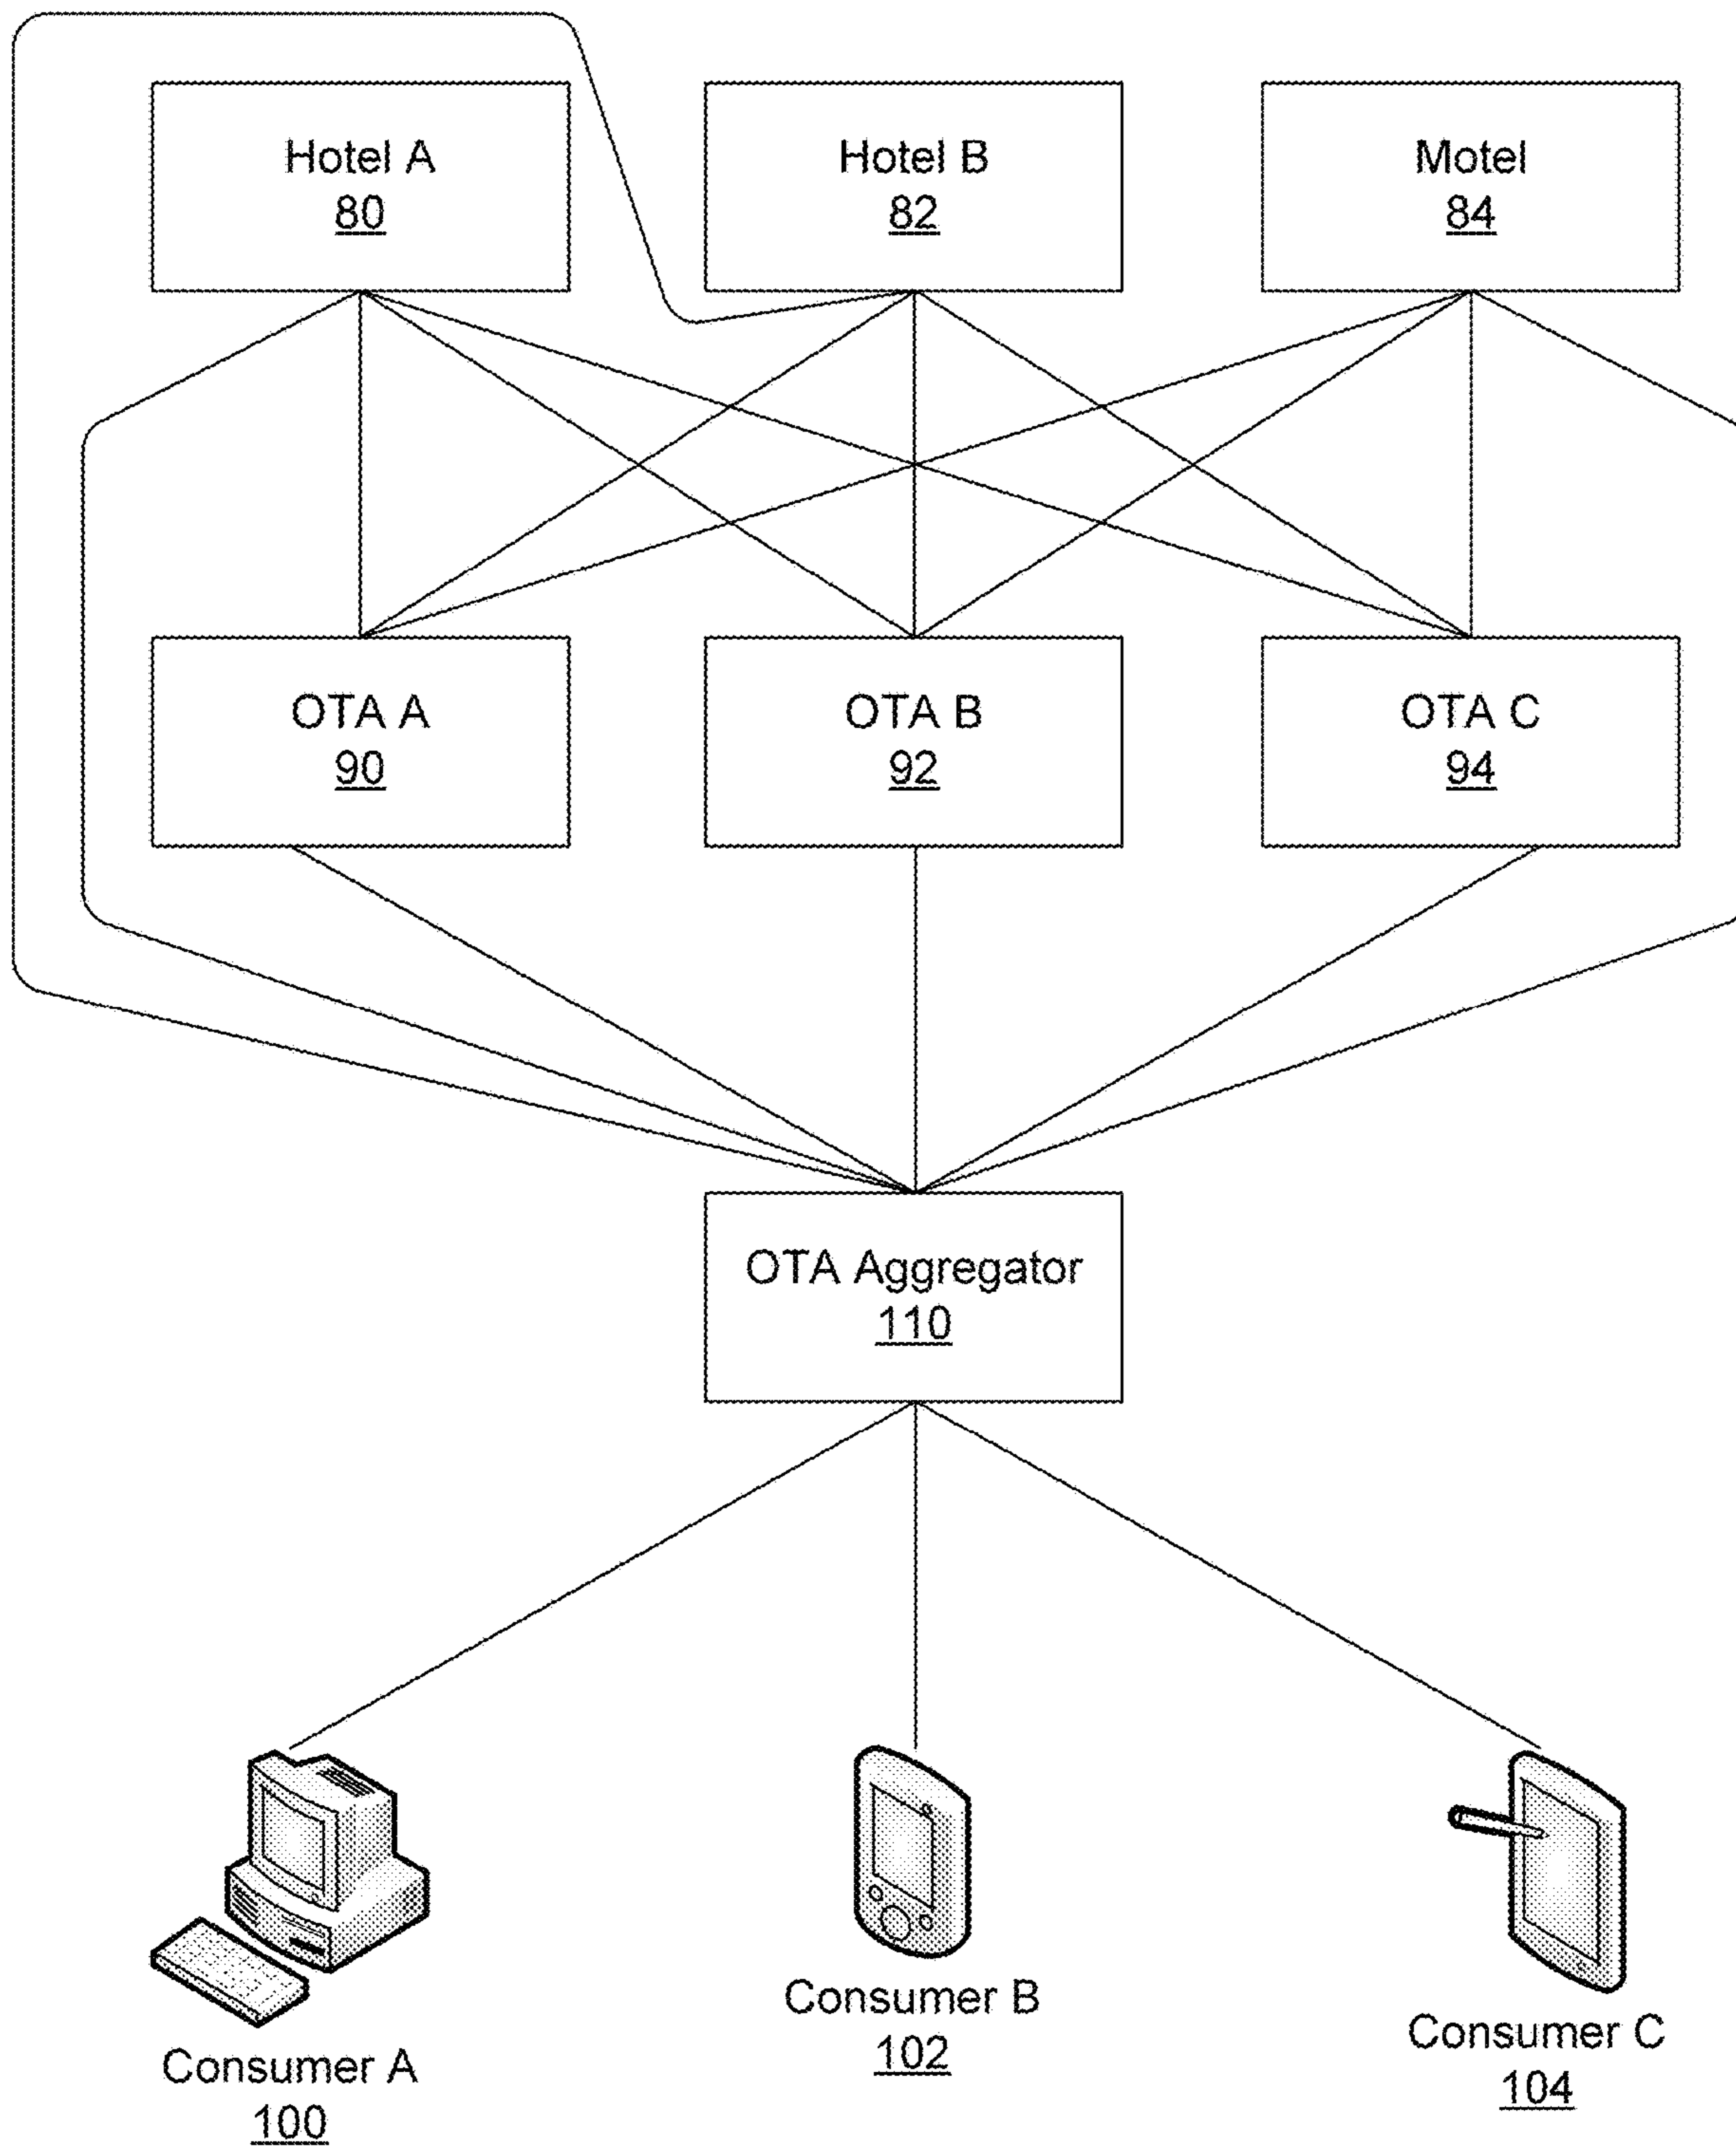 Hotel A
80
Hotel B
82
Motel
84
OTA A
90
OTA B
92
OTA C
94
OTA Aggregator
110
Consumer A
100
Consumer B
102
Consumer C
104